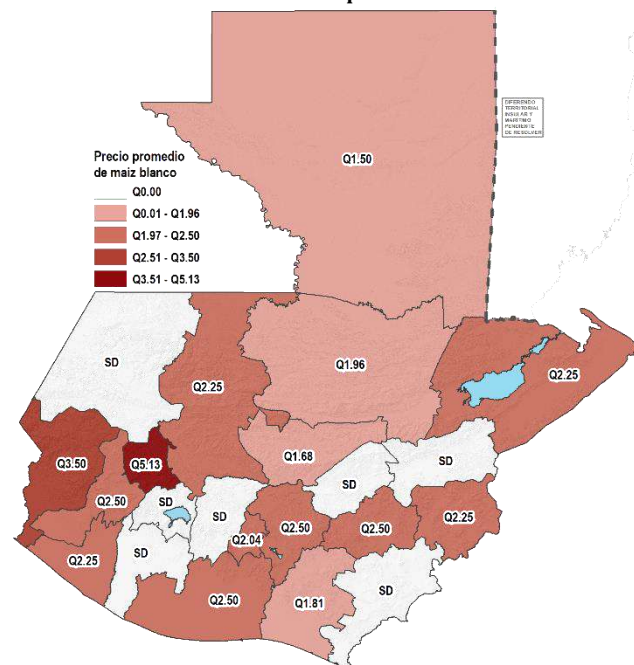 DIFERENDO
TERRITORIAL
INSULAR Y
MARÍTIMO
PENDIENTE
DE RESOLVER
Q1.50
Precio promedio
de maiz blanco
Q0.00
Q0.01 - Q1.96
Q1.97 - Q2.50
Q2.51 - Q3.50
Q3.51 - Q5.13
SD
Q2.25
Q1.96
Q2.25
Q3.50
Q5.13
Q1.68
SD
SD
Q2.50
SD
SD
Q2.04
Q2.50
Q2.50
Q2.25
Q2.25
SD
Q2.50
Q1.81
SD